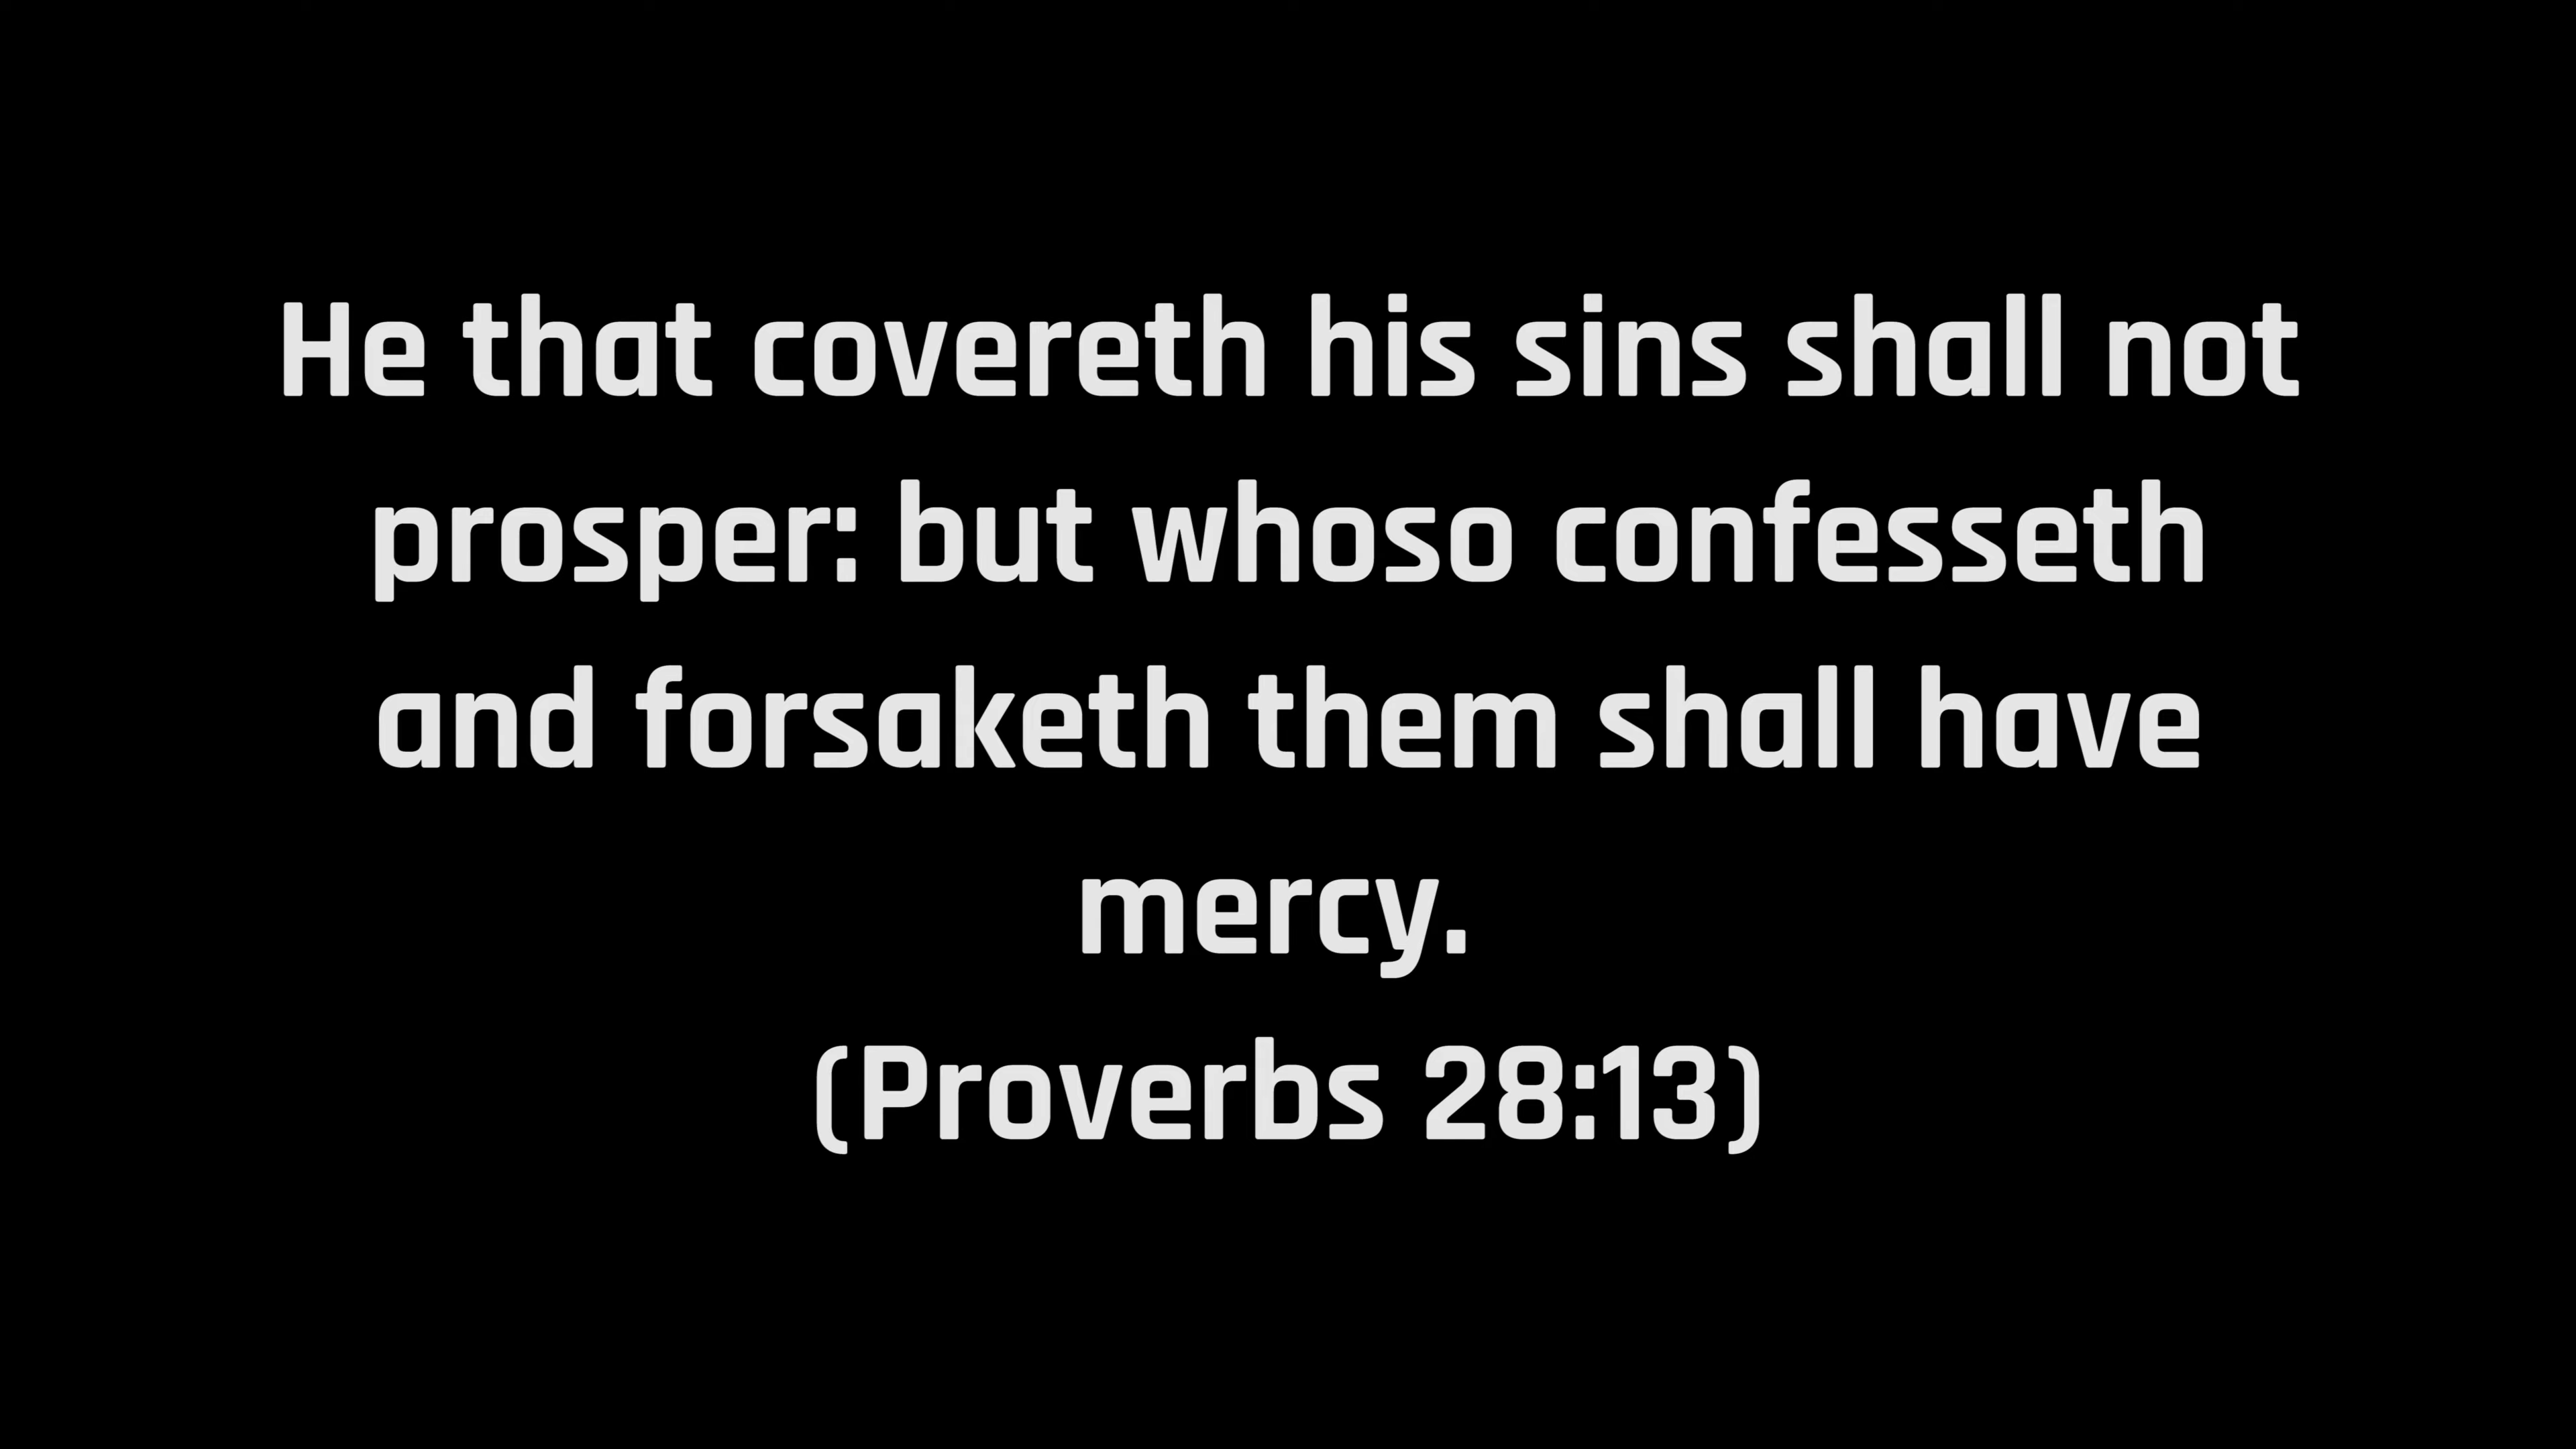 He that covereth his sins shall not
prosper: but whoso confesseth
and forsaketh them shall have
mercy.
(Proverbs 28:13)